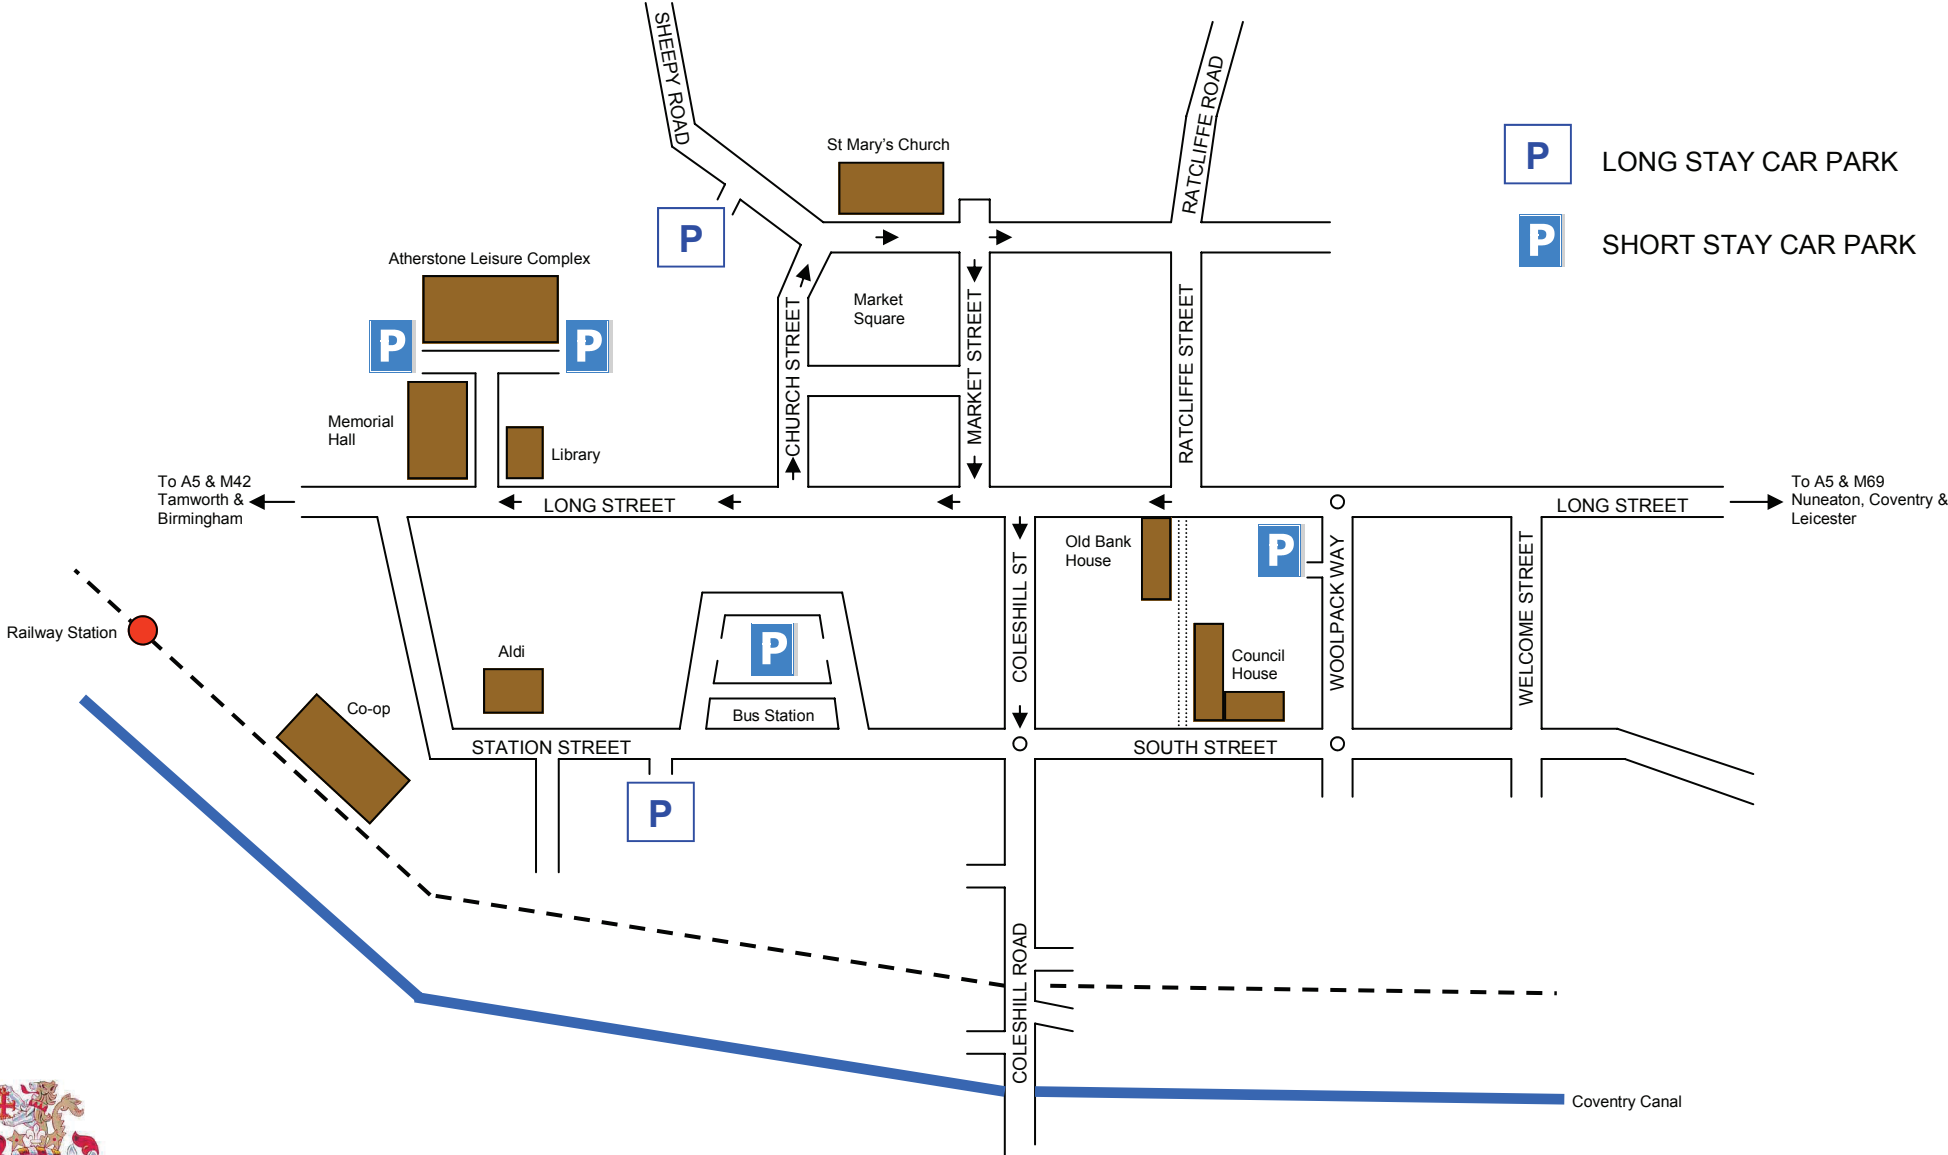 SHEEPY ROAD
RATCLIFFE ROAD
St Mary's Church
P
LONG STAY CAR PARK
P
SHORT STAY CAR PARK
P
Atherstone Leisure Complex
P
P
Market
Square
CHURCH STREET
MARKET STREET
RATCLIFFE STREET
Memorial
Hall
Library
To A5 & M42
Tamworth &
Birmingham
LONG STREET
LONG STREET
To A5 & M69
Nuneaton, Coventry &
Leicester
Old Bank
House
P
COLESHILL ST
WOOLPACK WAY
WELCOME STREET
Railway Station
Aldi
P
Council
House
Co-op
Bus Station
STATION STREET
SOUTH STREET
P
COLESHILL ROAD
Coventry Canal